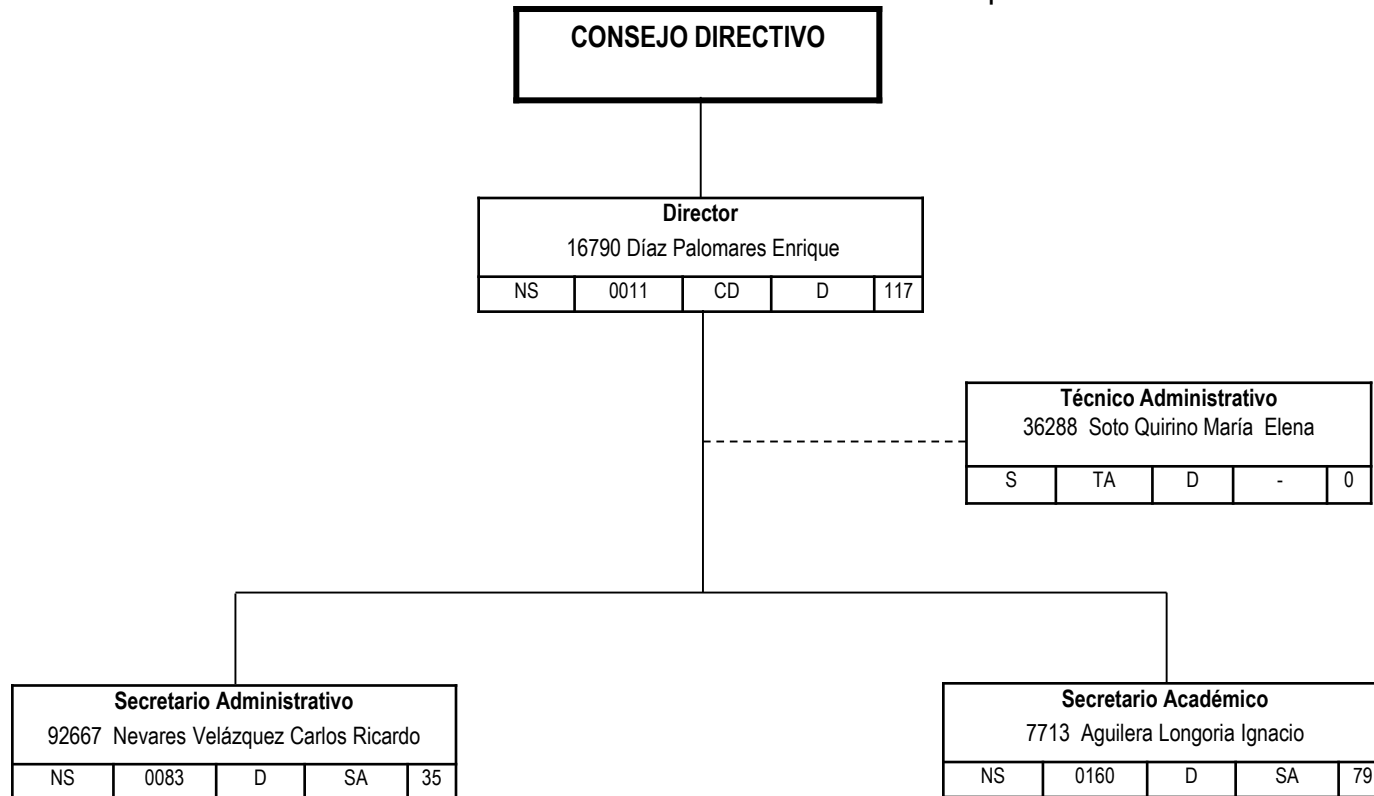 CONSEJO DIRECTIVO
Director
16790 Díaz Palomares Enrique
NS 0011 CD D 117
Técnico Administrativo
36288 Soto Quirino María Elena
S TA D - 0
Secretario Administrativo
92667 Nevares Velázquez Carlos Ricardo
NS 0083 D SA 35
Secretario Académico
7713 Aguilera Longoria Ignacio
NS 0160 D SA 79